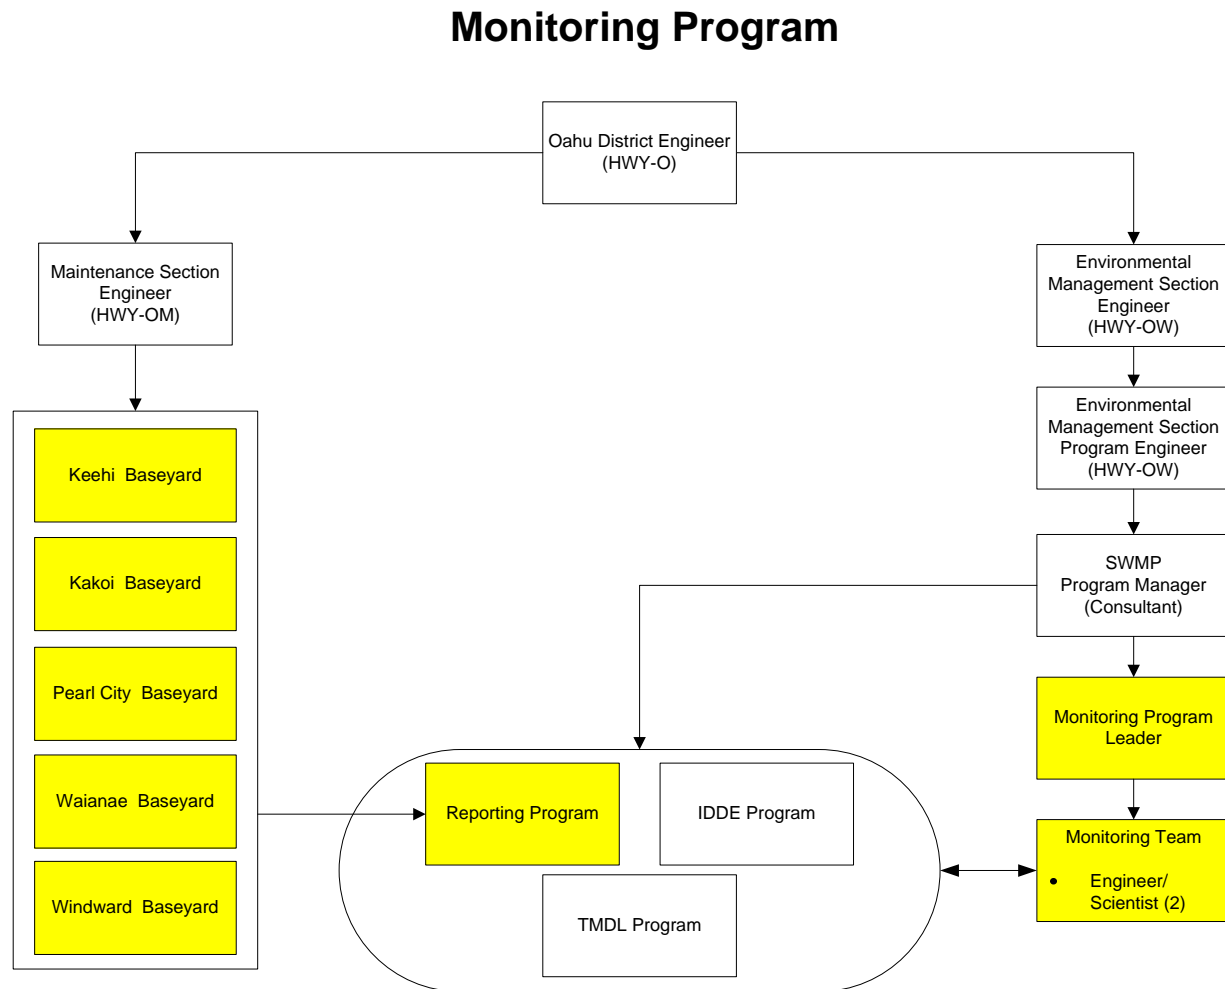 Monitoring Program
Oahu District Engineer
(HWY-O)
Maintenance Section
Engineer
(HWY-OM)
Environmental
Management Section
Engineer
(HWY-OW)
Environmental
Management Section
Program Engineer
(HWY-OW)
Keehi Baseyard
Kakoi Baseyard
Pearl City Baseyard
Waianae Baseyard
Windward Baseyard
SWMP
Program Manager
(Consultant)
Monitoring Program
Leader
Reporting Program
IDDE Program
TMDL Program
Monitoring Team
• Engineer/
Scientist (2)